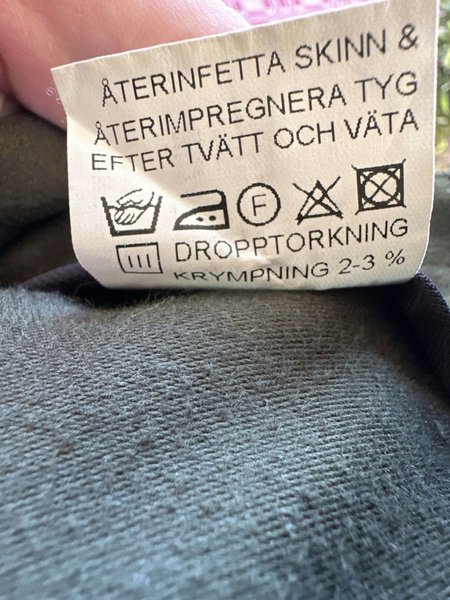 ÅTERINFETTA SKINN &
ÅTERIMPREGNERA TYG
EFTER TVÄTT OCH VÄTA
F
DROPPTORKNING
KRYMPNING 2-3 %